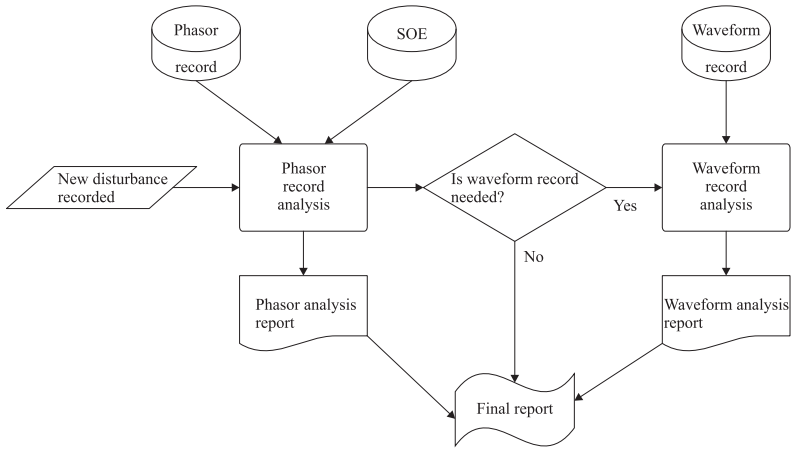 Phasor
record
SOE
Waveform
record
New disturbance
recorded
Phasor
record
analysis
Is waveform record
needed?
Yes
Waveform
record
analysis
No
Phasor analysis
report
Waveform analysis
report
Final report